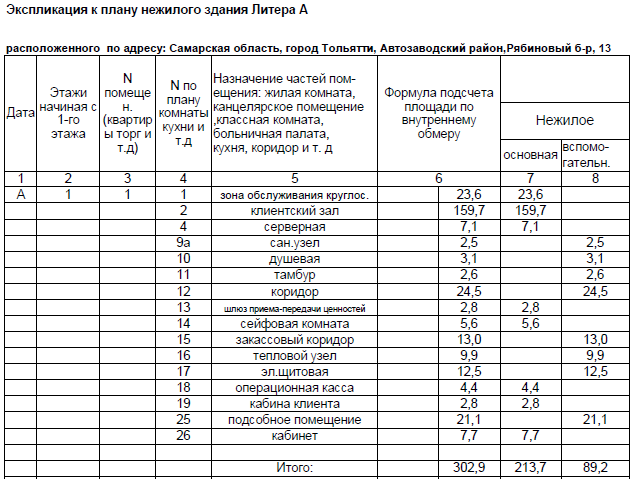 Экспликация к плану нежилого здания Литера А
расположенного по адресу: Самарская область, город Тольятти, Автозаводский район,Рябиновый б-р, 13
Дата
Этажи начиная с 1-го этажа
N помещен. (квартиры торг и т.д)
N по плану комнаты кухни и т.д
Назначение частей пом-
ещения: жилая комната,
канцелярское помещение
,классная комната,
больничная палата,
кухня, коридор и т. д
Формула подсчета
площади по
внутреннему
обмеру
Нежилое
основная
вспомо-
гательн.
1 2 3 4 5 6 7 8
А 1 1 1 зона обслуживания круглос. 23,6 23,6
2 клиентский зал 159,7 159,7
4 серверная 7,1 7,1
9а сан.узел 2,5 2,5
10 душевая 3,1 3,1
11 тамбур 2,6 2,6
12 коридор 24,5 24,5
13 шлюз приема-передачи ценностей 2,8 2,8
14 сейфовая комната 5,6 5,6
15 закассовый коридор 13,0 13,0
16 тепловой узел 9,9 9,9
17 эл.щитовая 12,5 12,5
18 операционная касса 4,4 4,4
19 кабина клиента 2,8 2,8
25 подсобное помещение 21,1 21,1
26 кабинет 7,7 7,7
Итого: 302,9 213,7 89,2